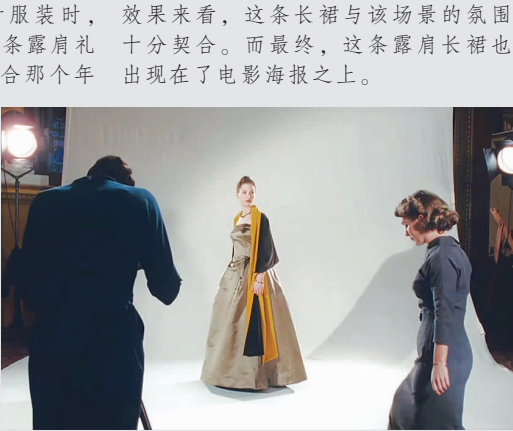 服装时，
条露肩礼
合那个年
效果来看，这条长裙与该场景的氛围
十分契合。而最终，这条露肩长裙也
出现在了电影海报之上。